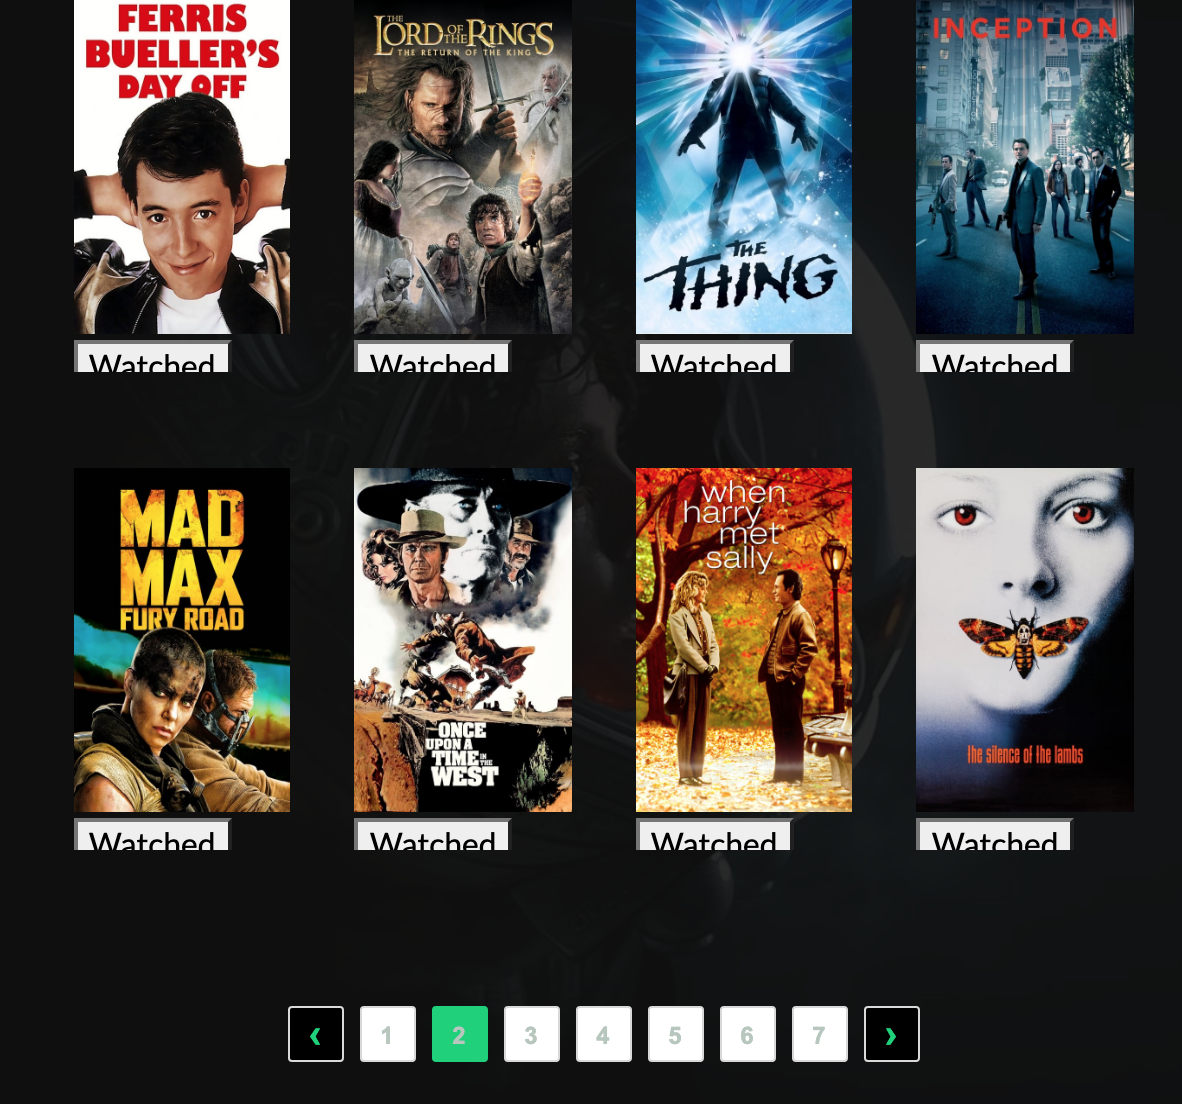 FERRIS
BUELLER'S
DAY OFF
THE
LORD OF THE RINGS
THE RETURN OF THE KING
THE
THING
INCEPTION
Watched
Watched
Watched
Watched
MAD
MAX
FURY ROAD
ONCE
UPON A
TIME IN THE
WEST
when
harry
met
sally
the silence of the lambs
Watched
Watched
Watched
Watched
‹ 1 2 3 4 5 6 7 ›